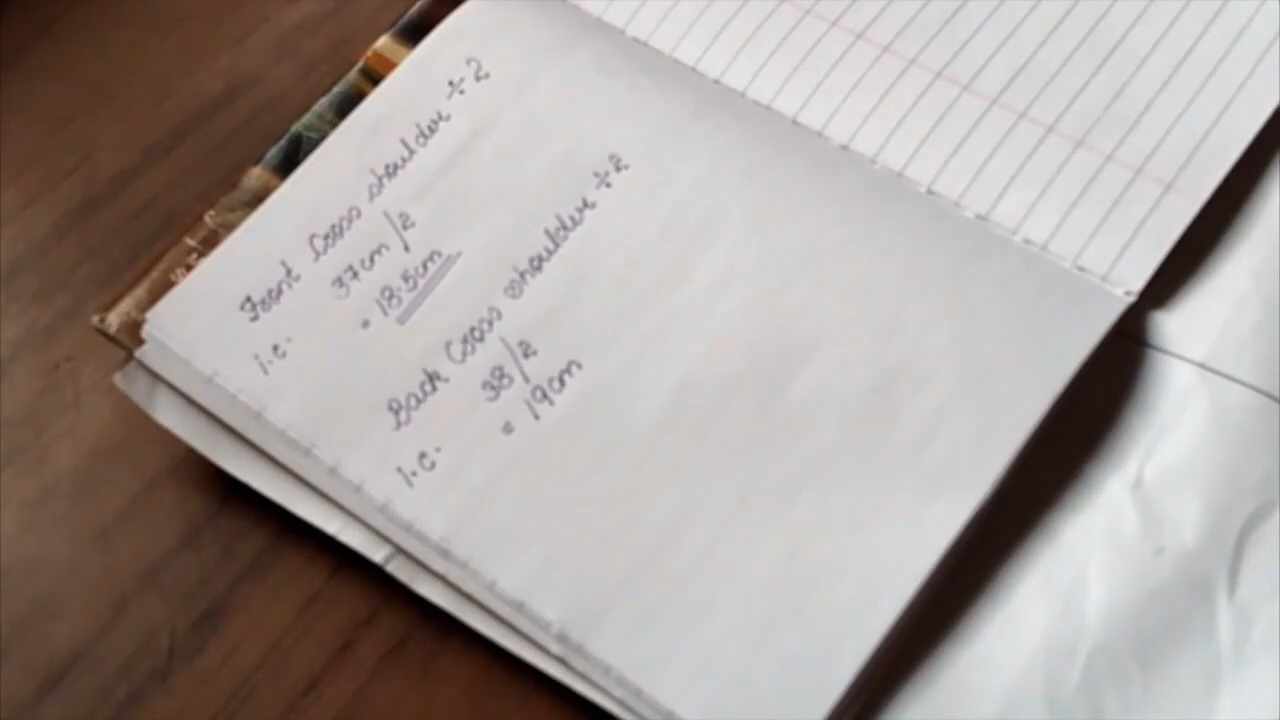 Front Cross shoulder ÷ 2
i.e. 37cm/2
= 18.5cm
Back Cross shoulder ÷ 2
i.e. 38/2
= 19cm